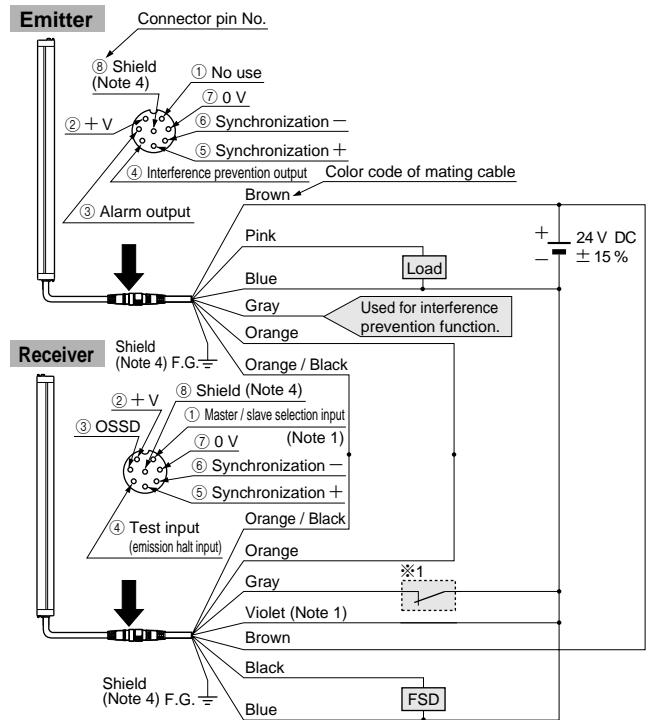 Emitter
Connector pin No.
⑧ Shield
(Note 4)
① No use
⑦ 0 V
② + V
⑥ Synchronization −
⑤ Synchronization +
④ Interference prevention output
③ Alarm output
Color code of mating cable
Brown
Pink
Load
Blue
+
−
24 V DC
± 15 %
Gray
Used for interference
prevention function.
Orange
Shield
(Note 4) F.G.
Orange / Black
Receiver
② + V
⑧ Shield (Note 4)
① Master / slave selection input
(Note 1)
③ OSSD
⑦ 0 V
⑥ Synchronization −
⑤ Synchronization +
④ Test input
(emission halt input)
Orange / Black
Orange
Gray
※1
Violet (Note 1)
Brown
Black
FSD
Shield
(Note 4) F.G.
Blue